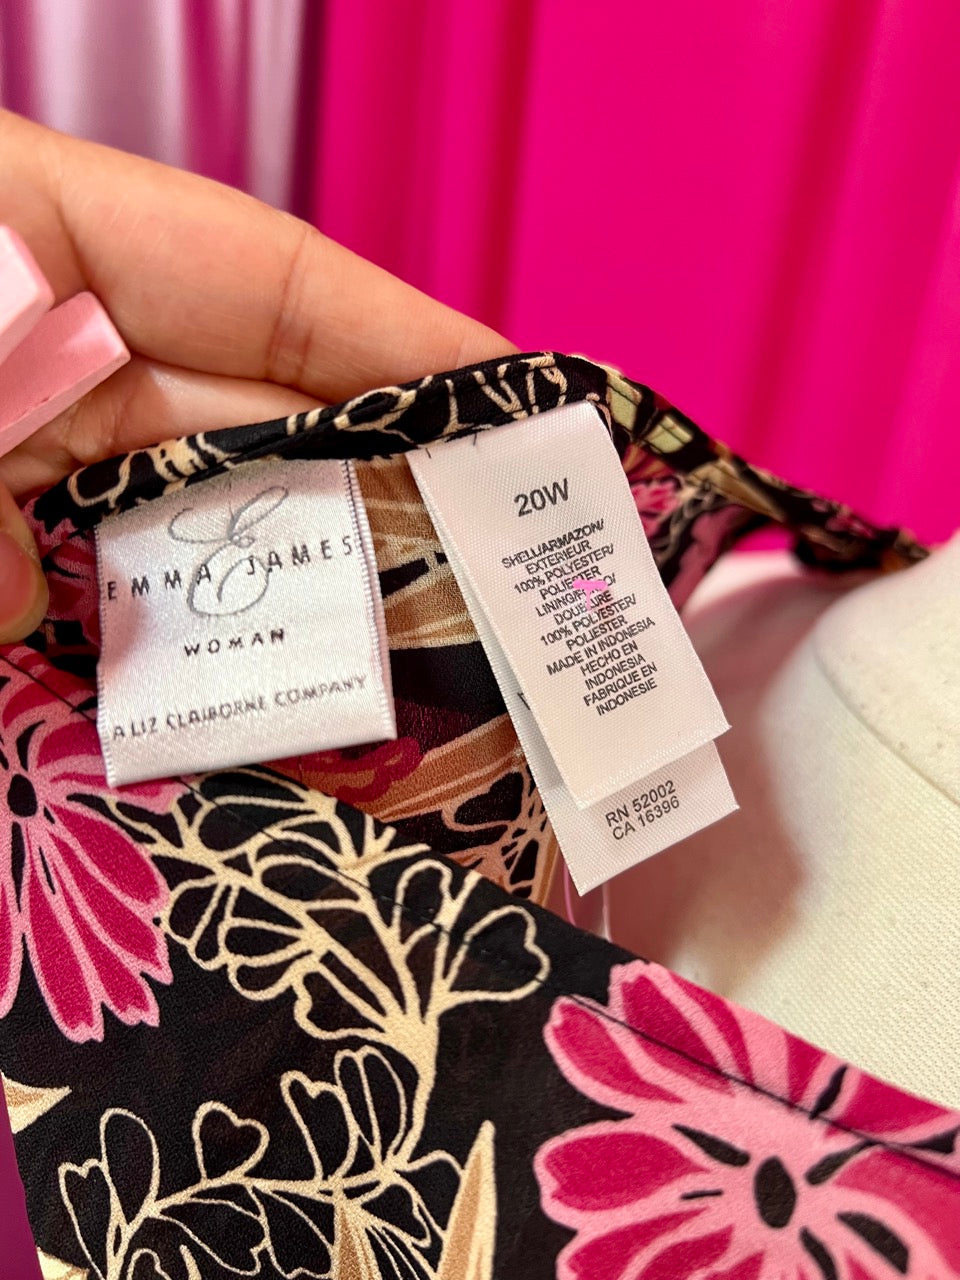 EMMA JAMES
WOMAN
A LIZ CLAIBORNE COMPANY
20W
SHELL/ARMAZON/
EXTERIEUR
100% POLYESTER/
POLIESTER
LINING/
DOUBLURE
100% POLYESTER/
POLIESTER
MADE IN INDONESIA
HECHO EN
INDONESIA
FABRIQUE EN
INDONESIE
RN 52002
CA 16396